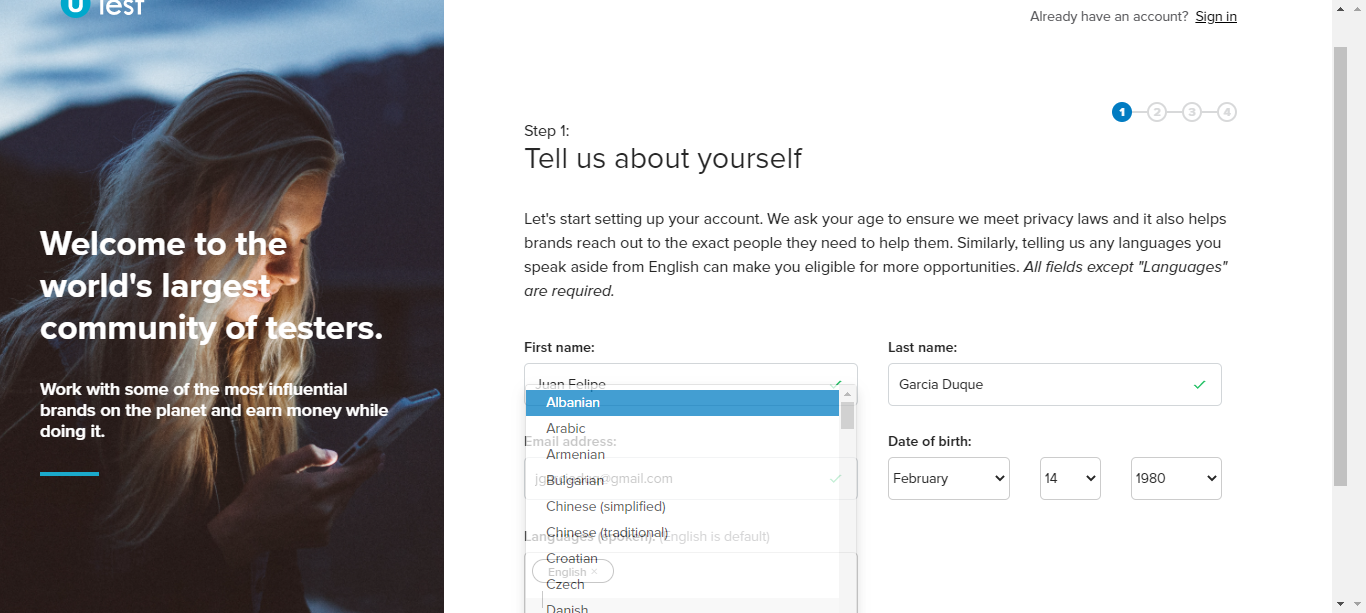 uTest
Already have an account? Sign in
1 2 3 4
Step 1:
Tell us about yourself
Let's start setting up your account. We ask your age to ensure we meet privacy laws and it also helps
brands reach out to the exact people they need to help them. Similarly, telling us any languages you
speak aside from English can make you eligible for more opportunities. All fields except "Languages"
are required.
Welcome to the
world's largest
community of testers.
Work with some of the most influential
brands on the planet and earn money while
doing it.
First name:
Juan Felipe
Last name:
Garcia Duque
Email address:
@gmail.com
Date of birth:
February 14 1980
Languages (spoken): (English is default)
English ×
Albanian
Arabic
Armenian
Bulgarian
Chinese (simplified)
Chinese (traditional)
Croatian
Czech
Danish